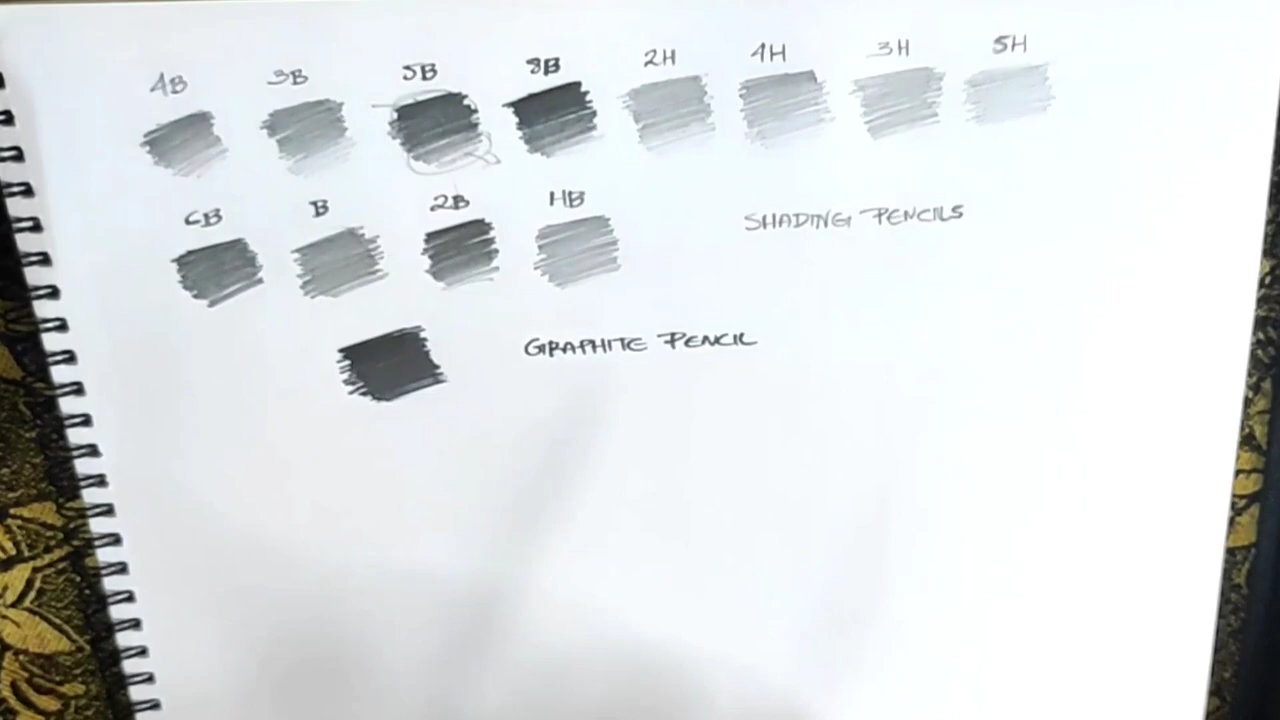 4B 3B 5B 8B 2H 4H 3H 5H
6B B 2B HB SHADING PENCILS
GRAPHITE PENCIL